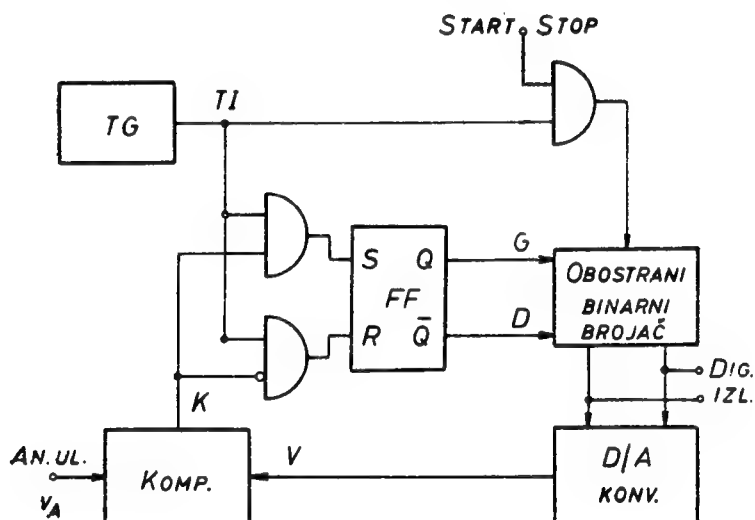 START STOP
TI
TG
S Q
G
FF
R Q̅
D
OBOSTRANI
BINARNI
BROJAČ
DIG.
IZL.
K
AN. UL.
V_A
KOMP.
V
D/A
KONV.